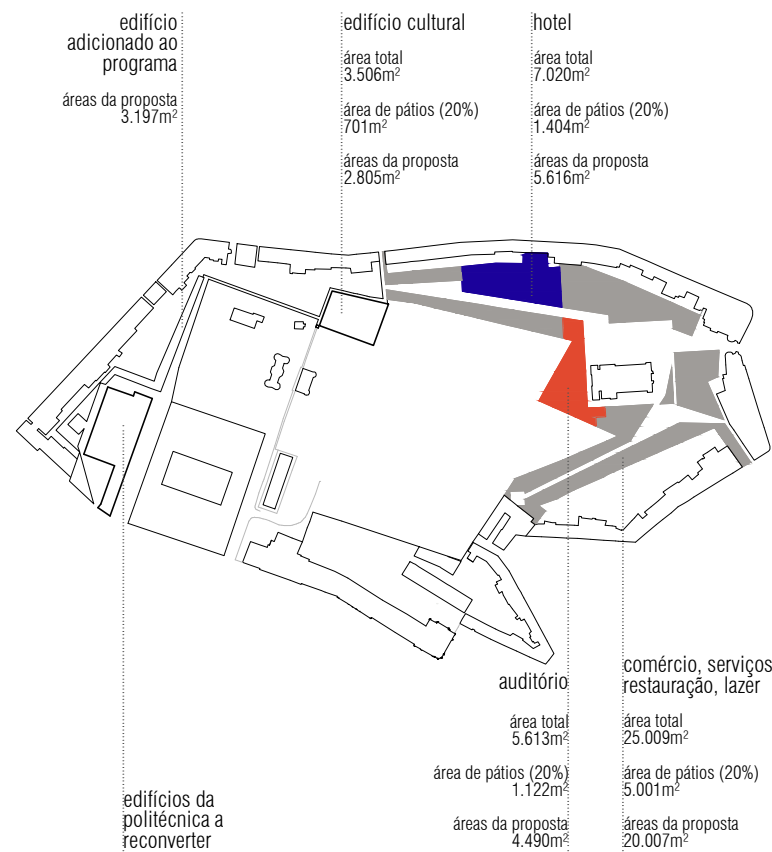 edifício
adicionado ao
programa
áreas da proposta
3.197m²
edifício cultural
área total
3.506m²
área de pátios (20%)
701m²
áreas da proposta
2.805m²
hotel
área total
7.020m²
área de pátios (20%)
1.404m²
áreas da proposta
5.616m²
edifícios da
politécnica a
reconverter
auditório
área total
5.613m²
área de pátios (20%)
1.122m²
áreas da proposta
4.490m²
comércio, serviços
restauração, lazer
área total
25.009m²
área de pátios (20%)
5.001m²
áreas da proposta
20.007m²